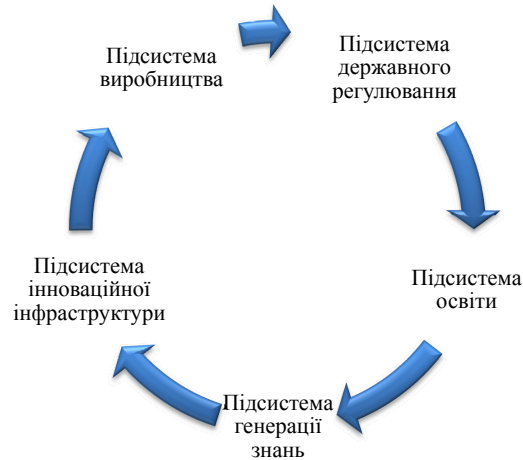 Підсистема
виробництва
Підсистема
державного
регулювання
Підсистема
освіти
Підсистема
генерації
знань
Підсистема
інноваційної
інфраструктури